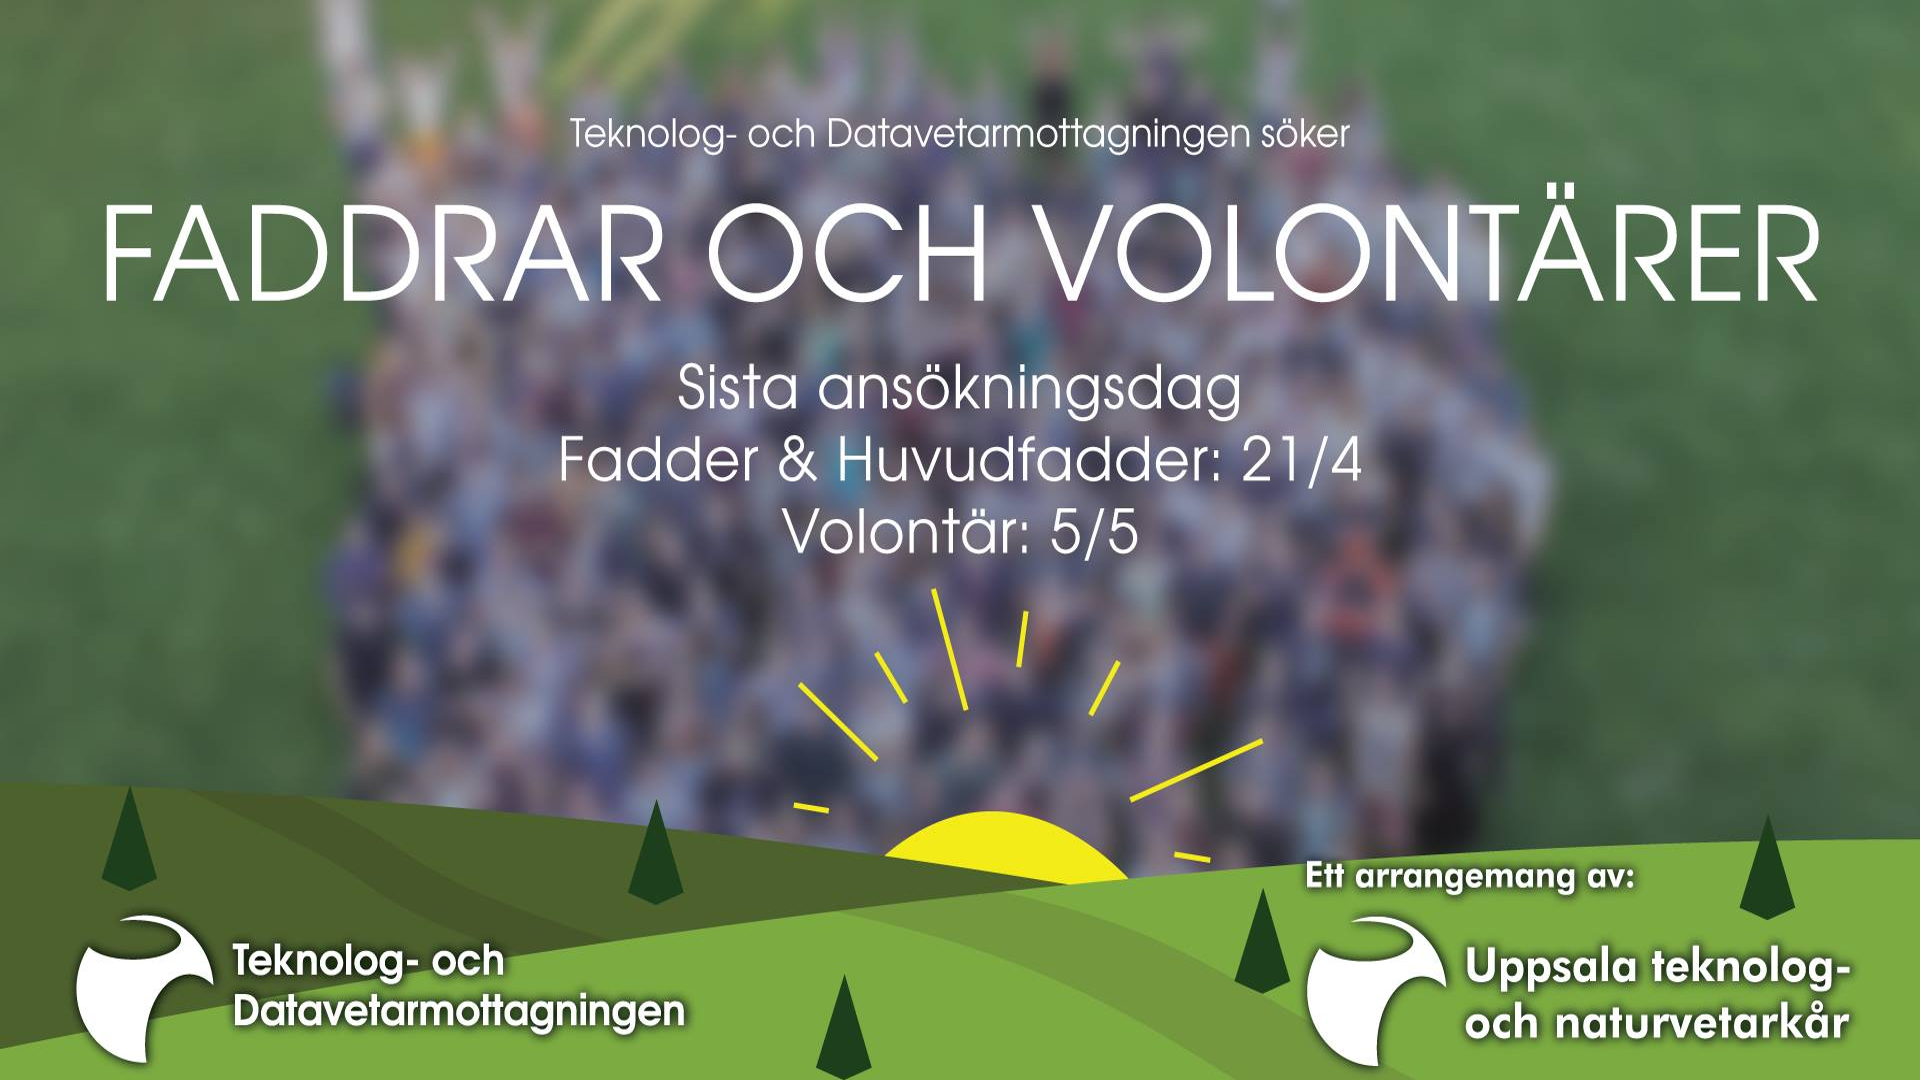 Teknolog- och Datavetarmottagningen söker
FADDRAR OCH VOLONTÄRER
Sista ansökningsdag
Fadder & Huvudfadder: 21/4
Volontär: 5/5
Ett arrangemang av:
Teknolog- och
Datavetarmottagningen
Uppsala teknolog-
och naturvetarkår